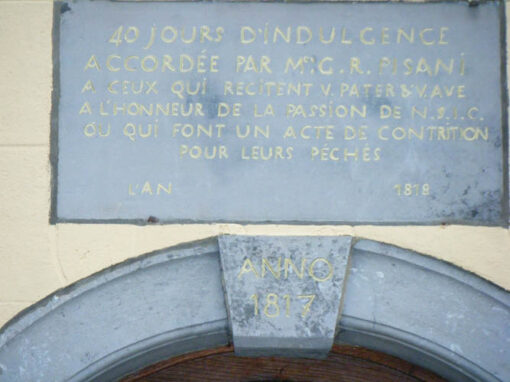 40 JOURS D'INDULGENCE
ACCORDÉE PAR MGR. C. R. PISANI
A CEUX QUI RÉCITENT V. PATER & V. AVE
A L'HONNEUR DE LA PASSION DE N.S.J.C.
OU QUI FONT UN ACTE DE CONTRITION
POUR LEURS PÉCHÉS
L'AN 1818
ANNO
1817